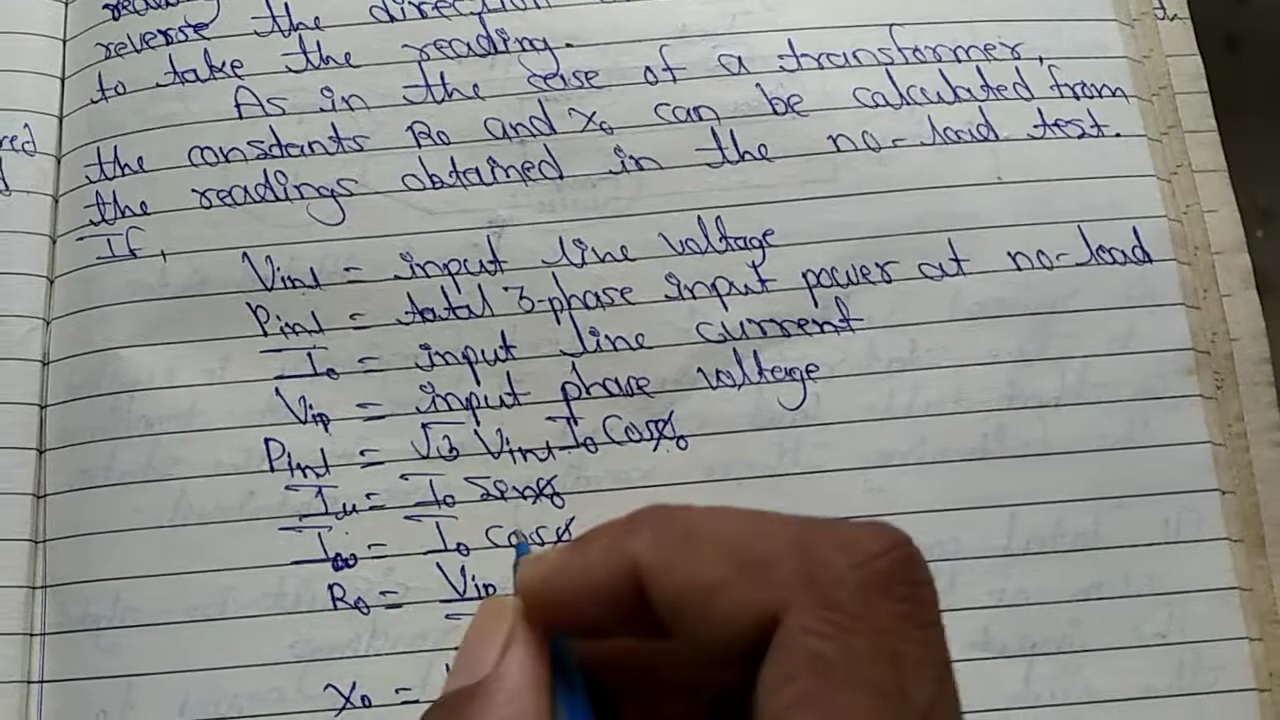 reverse the direction
to take the reading.
As in the case of a transformer,
the constants R₀ and X₀ can be calculated from
the readings obtained in the no-load test.
If,
Vinl = input line voltage
Pinl = total 3-phase input power at no-load
I₀ = input line current
Vip = input phase voltage
Pinl = √3 Vinl I₀ Cosφ₀
Iμ = I₀ Sinφ
Iω = I₀ cosφ
R₀ = Vip
X₀ =
red